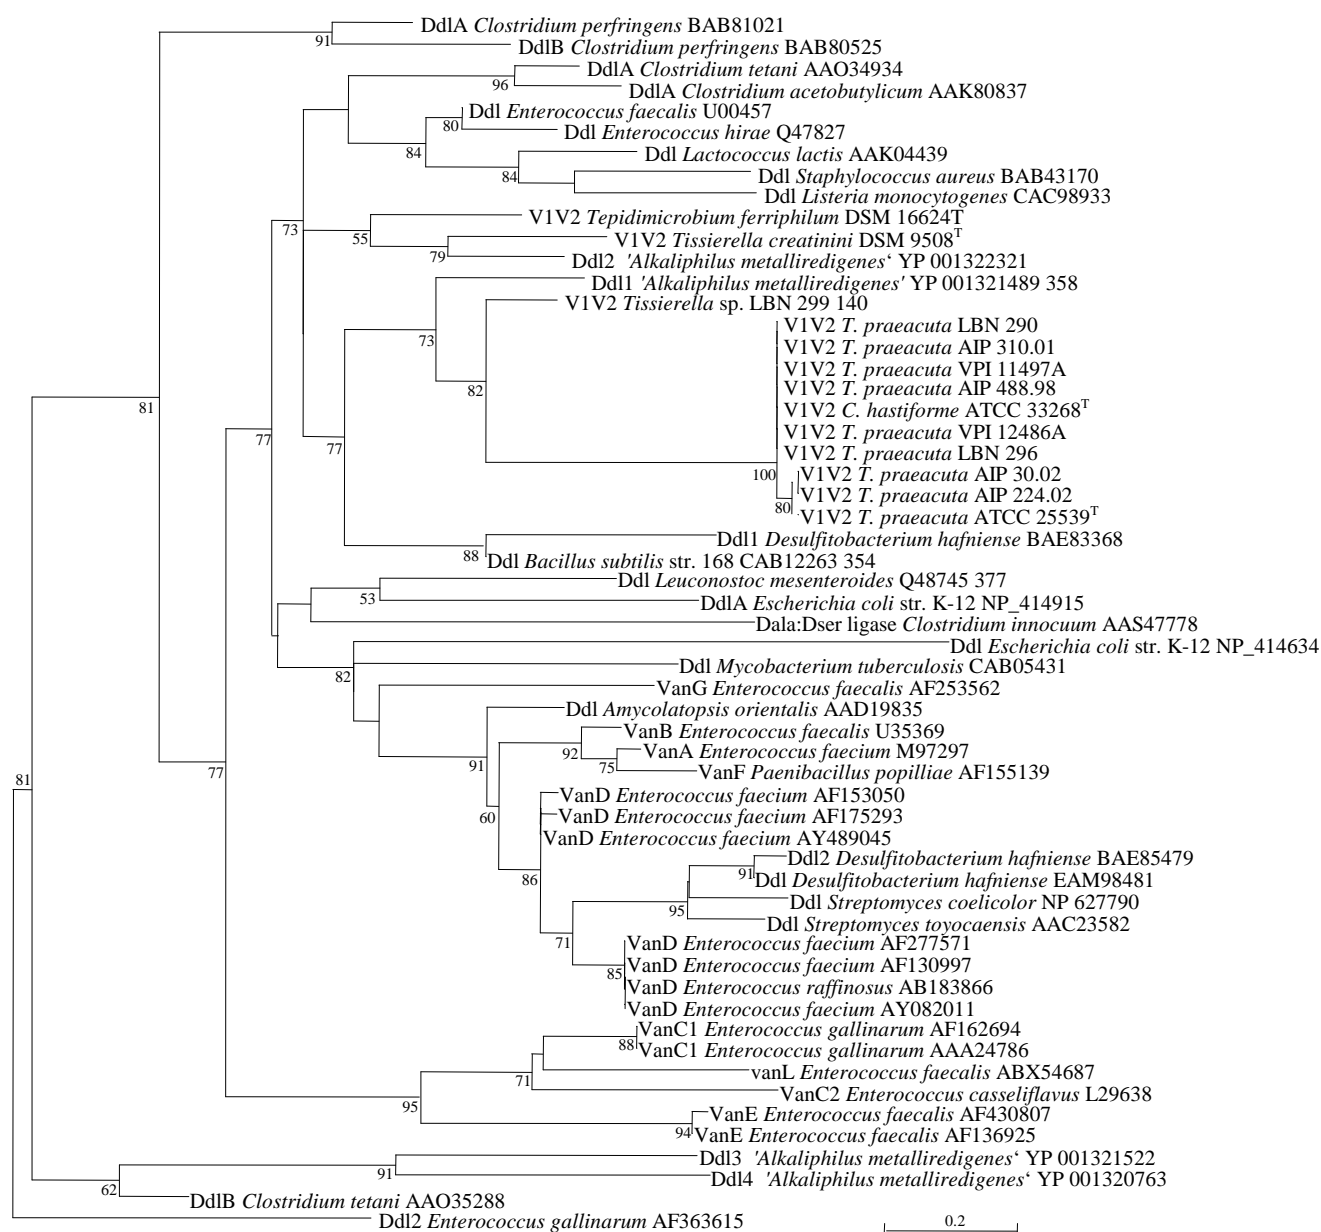 DdlA Clostridium perfringens BAB81021
91
DdlB Clostridium perfringens BAB80525
DdlA Clostridium tetani AAO34934
96
DdlA Clostridium acetobutylicum AAK80837
Ddl Enterococcus faecalis U00457
80
Ddl Enterococcus hirae Q47827
84
Ddl Lactococcus lactis AAK04439
84
Ddl Staphylococcus aureus BAB43170
Ddl Listeria monocytogenes CAC98933
V1V2 Tepidimicrobium ferriphilum DSM 16624T
73
55
V1V2 Tissierella creatinini DSM 9508T
79
Ddl2 'Alkaliphilus metalliredigenes‘ YP 001322321
Ddl1 'Alkaliphilus metalliredigenes' YP 001321489 358
V1V2 Tissierella sp. LBN 299 140
V1V2 T. praeacuta LBN 290
73
V1V2 T. praeacuta AIP 310.01
V1V2 T. praeacuta VPI 11497A
82
V1V2 T. praeacuta AIP 488.98
81
V1V2 C. hastiforme ATCC 33268T
V1V2 T. praeacuta VPI 12486A
77
77
V1V2 T. praeacuta LBN 296
100
V1V2 T. praeacuta AIP 30.02
V1V2 T. praeacuta AIP 224.02
80
V1V2 T. praeacuta ATCC 25539T
Ddl1 Desulfitobacterium hafniense BAE83368
88
Ddl Bacillus subtilis str. 168 CAB12263 354
Ddl Leuconostoc mesenteroides Q48745 377
53
DdlA Escherichia coli str. K-12 NP_414915
Dala:Dser ligase Clostridium innocuum AAS47778
Ddl Escherichia coli str. K-12 NP_414634
Ddl Mycobacterium tuberculosis CAB05431
82
VanG Enterococcus faecalis AF253562
Ddl Amycolatopsis orientalis AAD19835
VanB Enterococcus faecalis U35369
92
VanA Enterococcus faecium M97297
91
75
VanF Paenibacillus popilliae AF155139
77
81
VanD Enterococcus faecium AF153050
60
VanD Enterococcus faecium AF175293
VanD Enterococcus faecium AY489045
Ddl2 Desulfitobacterium hafniense BAE85479
91
86
Ddl Desulfitobacterium hafniense EAM98481
Ddl Streptomyces coelicolor NP 627790
95
Ddl Streptomyces toyocaensis AAC23582
71
VanD Enterococcus faecium AF277571
VanD Enterococcus faecium AF130997
85
VanD Enterococcus raffinosus AB183866
VanD Enterococcus faecium AY082011
VanC1 Enterococcus gallinarum AF162694
88
VanC1 Enterococcus gallinarum AAA24786
vanL Enterococcus faecalis ABX54687
71
VanC2 Enterococcus casseliflavus L29638
95
VanE Enterococcus faecalis AF430807
94
VanE Enterococcus faecalis AF136925
Ddl3 'Alkaliphilus metalliredigenes‘ YP 001321522
91
Ddl4 'Alkaliphilus metalliredigenes‘ YP 001320763
62
DdlB Clostridium tetani AAO35288
Ddl2 Enterococcus gallinarum AF363615
0.2